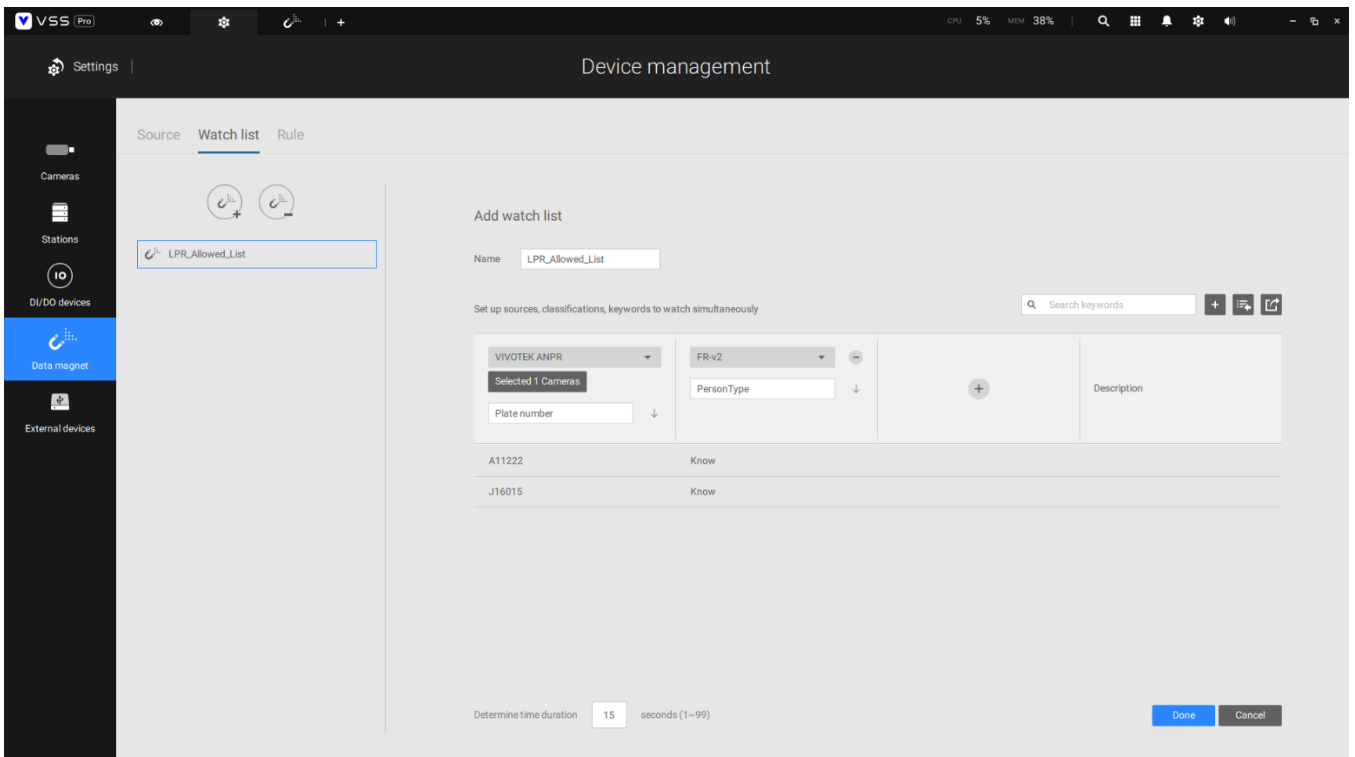 VSS Pro CPU 5% MEM 38%
Settings Device management
Source Watch list Rule
Cameras
Stations
IO
DI/DO devices
Data magnet
External devices
LPR_Allowed_List
Add watch list
Name LPR_Allowed_List
Set up sources, classifications, keywords to watch simultaneously Search keywords
VIVOTEK ANPR FR-v2
Selected 1 Cameras PersonType Description
Plate number
A11222 Know
J16015 Know
Determine time duration 15 seconds (1~99) Done Cancel